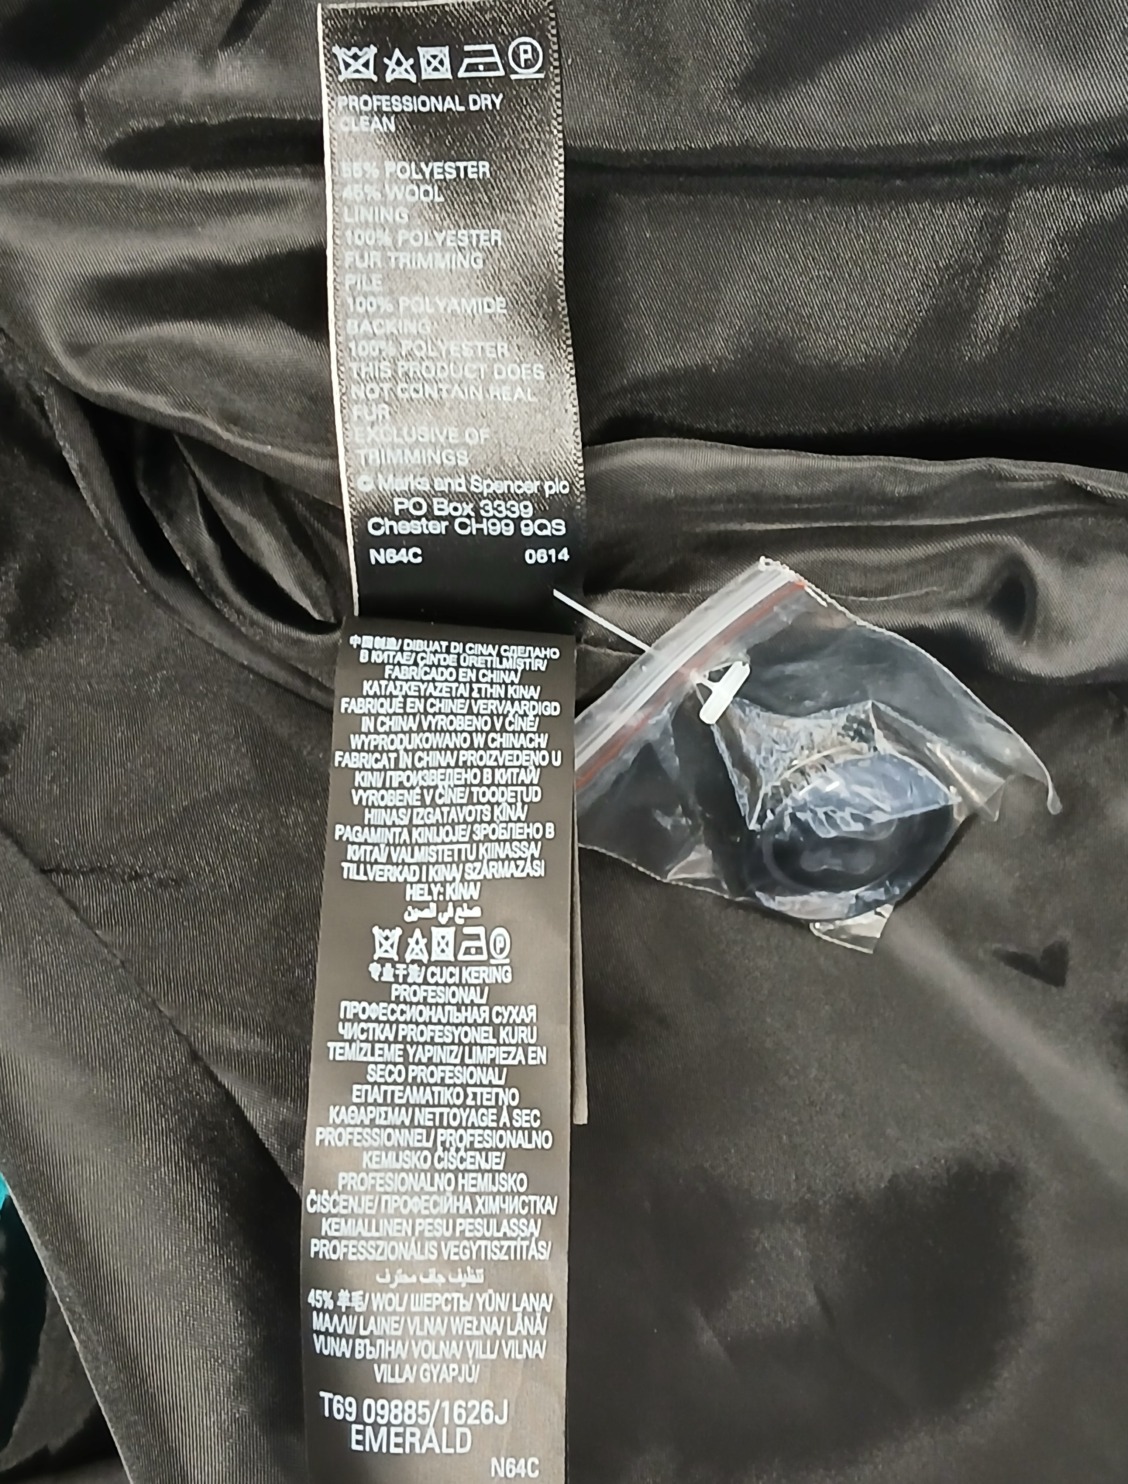 PROFESSIONAL DRY
CLEAN
55% POLYESTER
45% WOOL
LINING
100% POLYESTER
FUR TRIMMING
PILE
100% POLYAMIDE
BACKING
100% POLYESTER
THIS PRODUCT DOES
NOT CONTAIN REAL
FUR
EXCLUSIVE OF
TRIMMINGS
© Marks and Spencer plc
PO Box 3339
Chester CH99 9QS
N64C 0614
中国制造/ DIBUAT DI CINA/ СДЕЛАНО
В КИТАЕ/ ÇİN'DE ÜRETİLMİŞTİR/
FABRICADO EN CHINA/
ΚΑΤΑΣΚΕΥΑΖΕΤΑΙ ΣΤΗΝ ΚΙΝΑ/
FABRIQUÉ EN CHINE/ VERVAARDIGD
IN CHINA/ VYROBENO V ČÍNĚ/
WYPRODUKOWANO W CHINACH/
FABRICAT ÎN CHINA/ PROIZVEDENO U
KINI/ ПРОИЗВЕДЕНО В КИТАЙ/
VYROBENÉ V ČÍNE/ TOODETUD
HIINAS/ IZGATAVOTS ĶĪNĀ/
PAGAMINTA KINIJOJE/ ЗРОБЛЕНО В
КИТАЇ/ VALMISTETTU KIINASSA/
TILLVERKAD I KINA/ SZÁRMAZÁSI
HELY: KÍNA/
صنع في الصين
专业干洗/ CUCI KERING
PROFESIONAL/
ПРОФЕССИОНАЛЬНАЯ СУХАЯ
ЧИСТКА/ PROFESYONEL KURU
TEMİZLEME YAPINIZ/ LIMPIEZA EN
SECO PROFESIONAL/
ΕΠΑΓΓΕΛΜΑΤΙΚΟ ΣΤΕΓΝΟ
ΚΑΘΑΡΙΣΜΑ/ NETTOYAGE À SEC
PROFESSIONNEL/ PROFESIONALNO
KEMIJSKO ČIŠČENJE/
PROFESIONALNO HEMIJSKO
ČIŠĆENJE/ ПРОФЕСІЙНА ХІМЧИСТКА/
KEMIALLINEN PESU PESULASSA/
PROFESSZIONÁLIS VEGYTISZTÍTÁS/
تنظيف جاف محترف
45% 羊毛/ WOL/ ШЕРСТЬ/ YÜN/ LANA/
ΜΑΛΛΙ/ LAINE/ VLNA/ WEŁNA/ LÂNĂ/
VUNA/ ВЪЛНА/ VOLNA/ VILL/ VILNA/
VILLA/ GYAPJÚ/
T69 09885/1626J
EMERALD
N64C